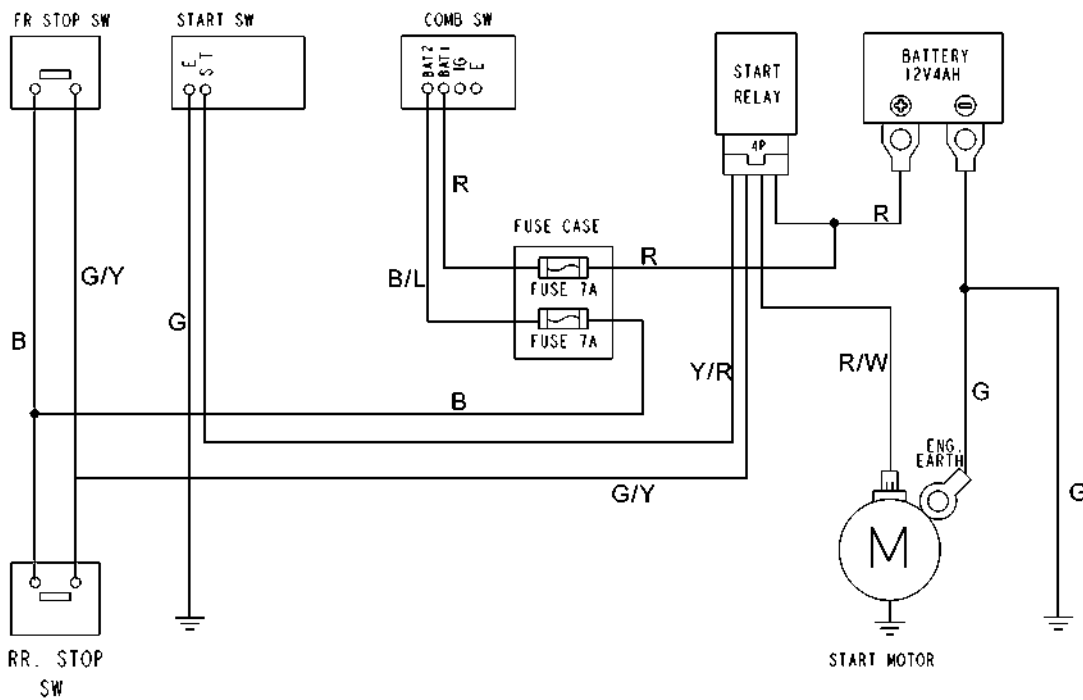 FR STOP SW
START SW
COMB SW
E
ST
BAT2
BAT1
IG
E
START
RELAY
4P
BATTERY
12V4AH
+
-
R
R
FUSE CASE
R
FUSE 7A
FUSE 7A
G/Y
B/L
B
G
Y/R
R/W
G
B
G/Y
ENG.
EARTH
G
M
RR. STOP
SW
START MOTOR